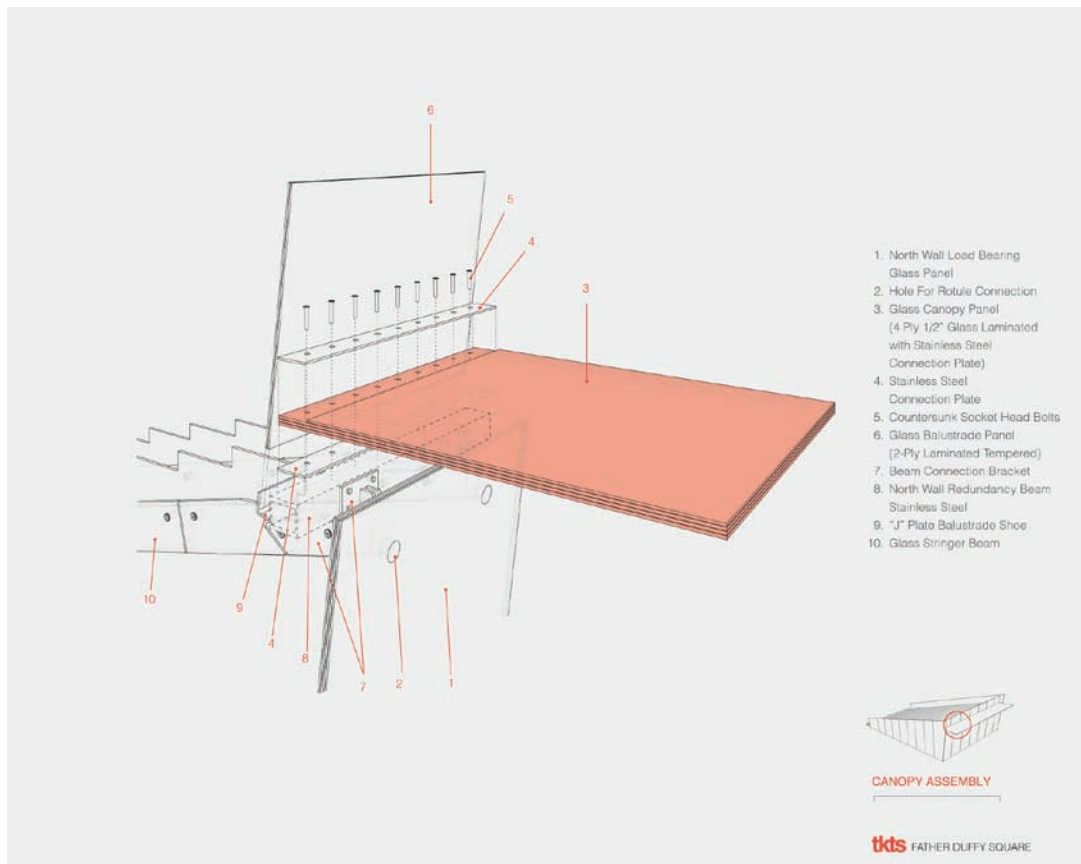 6
5
4
3
1. North Wall Load Bearing
Glass Panel
2. Hole For Rotule Connection
3. Glass Canopy Panel
(4 Ply 1/2" Glass Laminated
with Stainless Steel
Connection Plate)
4. Stainless Steel
Connection Plate
5. Countersunk Socket Head Bolts
6. Glass Balustrade Panel
(2-Ply Laminated Tempered)
7. Beam Connection Bracket
8. North Wall Redundancy Beam
Stainless Steel
9. "J" Plate Balustrade Shoe
10. Glass Stringer Beam
10
9
4
8
7
2
1
CANOPY ASSEMBLY
tkts FATHER DUFFY SQUARE